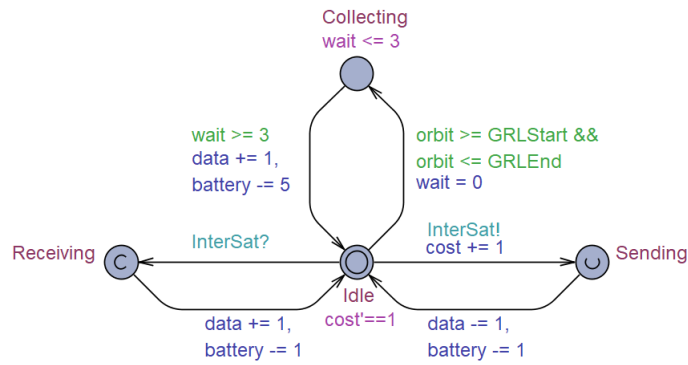 Collecting
wait <= 3
wait >= 3
data += 1,
battery -= 5
orbit >= GRLStart &&
orbit <= GRLEnd
wait = 0
Receiving
C
InterSat?
InterSat!
cost += 1
Sending
Idle
cost'==1
data += 1,
battery -= 1
data -= 1,
battery -= 1